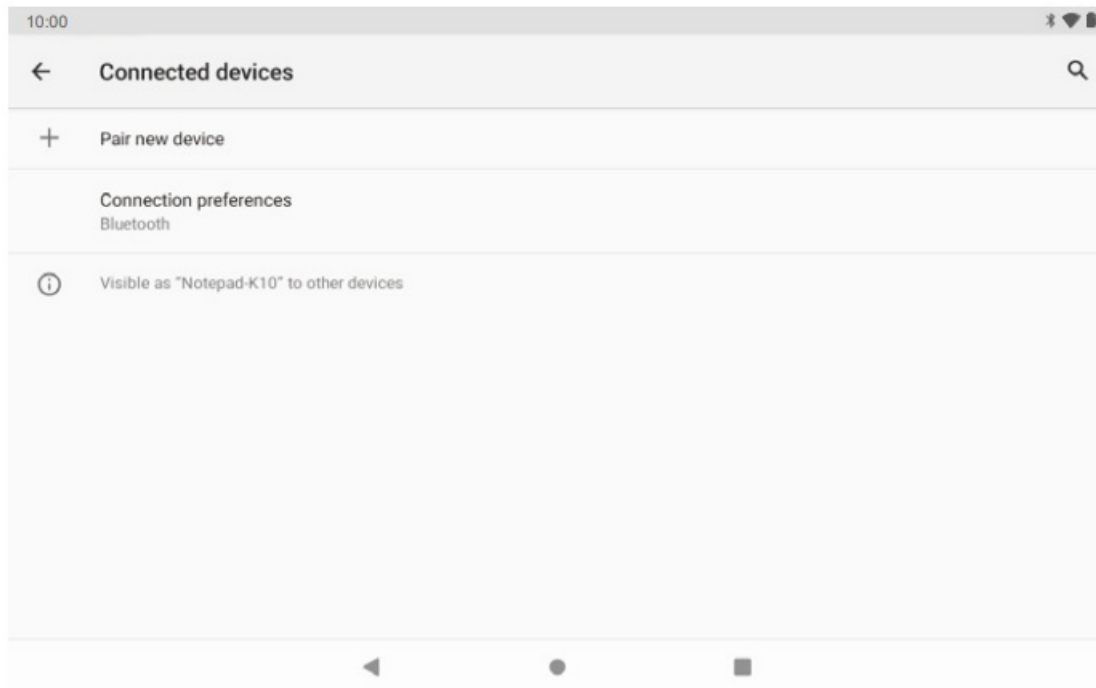 10:00
Connected devices
Pair new device
Connection preferences
Bluetooth
Visible as “Notepad-K10” to other devices